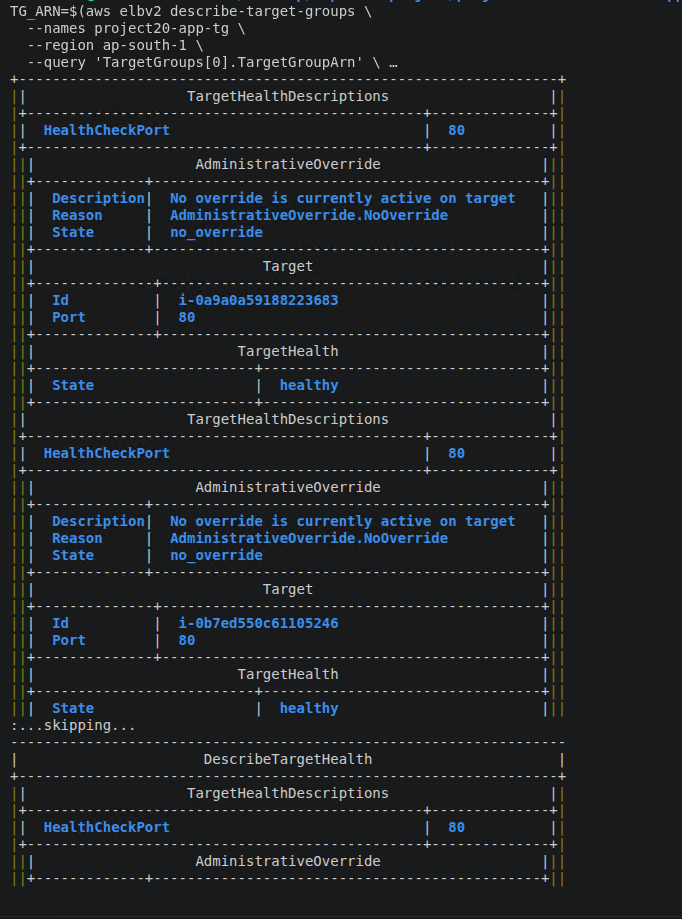 TG_ARN=$(aws elbv2 describe-target-groups \
--names project20-app-tg \
--region ap-south-1 \
--query 'TargetGroups[0].TargetGroupArn' \ …
TargetHealthDescriptions
HealthCheckPort | 80
AdministrativeOverride
Description| No override is currently active on target
Reason | AdministrativeOverride.NoOverride
State | no_override
Target
Id | i-0a9a0a59188223683
Port | 80
TargetHealth
State | healthy
TargetHealthDescriptions
HealthCheckPort | 80
AdministrativeOverride
Description| No override is currently active on target
Reason | AdministrativeOverride.NoOverride
State | no_override
Target
Id | i-0b7ed550c61105246
Port | 80
TargetHealth
State | healthy
:...skipping...
DescribeTargetHealth
TargetHealthDescriptions
HealthCheckPort | 80
AdministrativeOverride